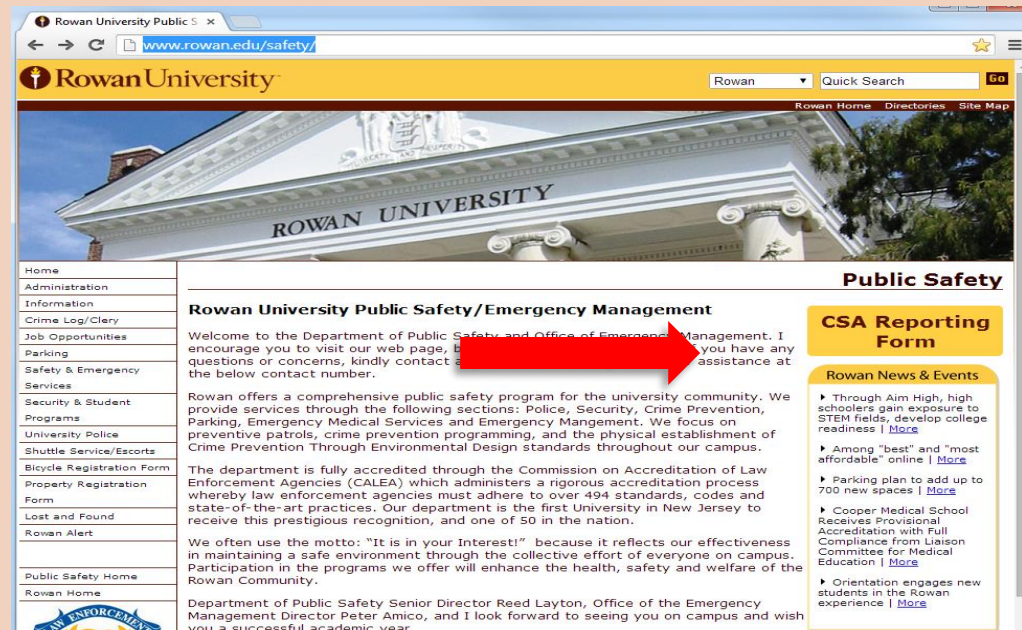 Rowan University Public S ×
www.rowan.edu/safety/
Rowan University
Rowan
Quick Search
Go
Rowan Home Directories Site Map
ROWAN UNIVERSITY
Home
Administration
Information
Crime Log/Clery
Job Opportunities
Parking
Safety & Emergency
Services
Security & Student
Programs
University Police
Shuttle Service/Escorts
Bicycle Registration Form
Property Registration
Form
Lost and Found
Rowan Alert
Public Safety Home
Rowan Home
LAW ENFORCEMENT
Public Safety
Rowan University Public Safety/Emergency Management
Welcome to the Department of Public Safety and Office of Emergency Management. I
encourage you to visit our web page, you have any
questions or concerns, kindly contact assistance at
the below contact number.
Rowan offers a comprehensive public safety program for the university community. We
provide services through the following sections: Police, Security, Crime Prevention,
Parking, Emergency Medical Services and Emergency Mangement. We focus on
preventive patrols, crime prevention programming, and the physical establishment of
Crime Prevention Through Environmental Design standards throughout our campus.
The department is fully accredited through the Commission on Accreditation of Law
Enforcement Agencies (CALEA) which administers a rigorous accreditation process
whereby law enforcement agencies must adhere to over 494 standards, codes and
state-of-the-art practices. Our department is the first University in New Jersey to
receive this prestigious recognition, and one of 50 in the nation.
We often use the motto: “It is in your Interest!” because it reflects our effectiveness
in maintaining a safe environment through the collective effort of everyone on campus.
Participation in the programs we offer will enhance the health, safety and welfare of the
Rowan Community.
Department of Public Safety Senior Director Reed Layton, Office of the Emergency
Management Director Peter Amico, and I look forward to seeing you on campus and wish
you a successful academic year.
CSA Reporting
Form
Rowan News & Events
Through Aim High, high
schoolers gain exposure to
STEM fields, develop college
readiness | More
Among "best" and "most
affordable" online | More
Parking plan to add up to
700 new spaces | More
Cooper Medical School
Receives Provisional
Accreditation with Full
Compliance from Liaison
Committee for Medical
Education | More
Orientation engages new
students in the Rowan
experience | More